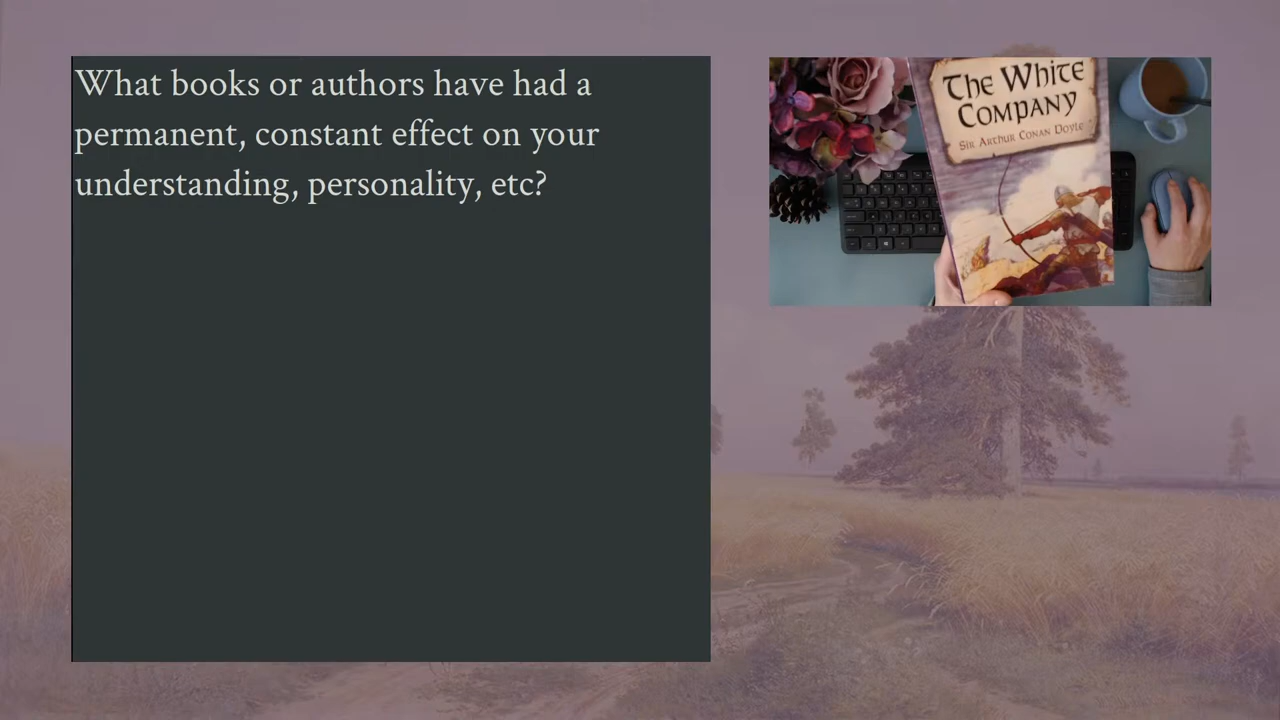 What books or authors have had a
permanent, constant effect on your
understanding, personality, etc?
The White
Company
Sir Arthur Conan Doyle